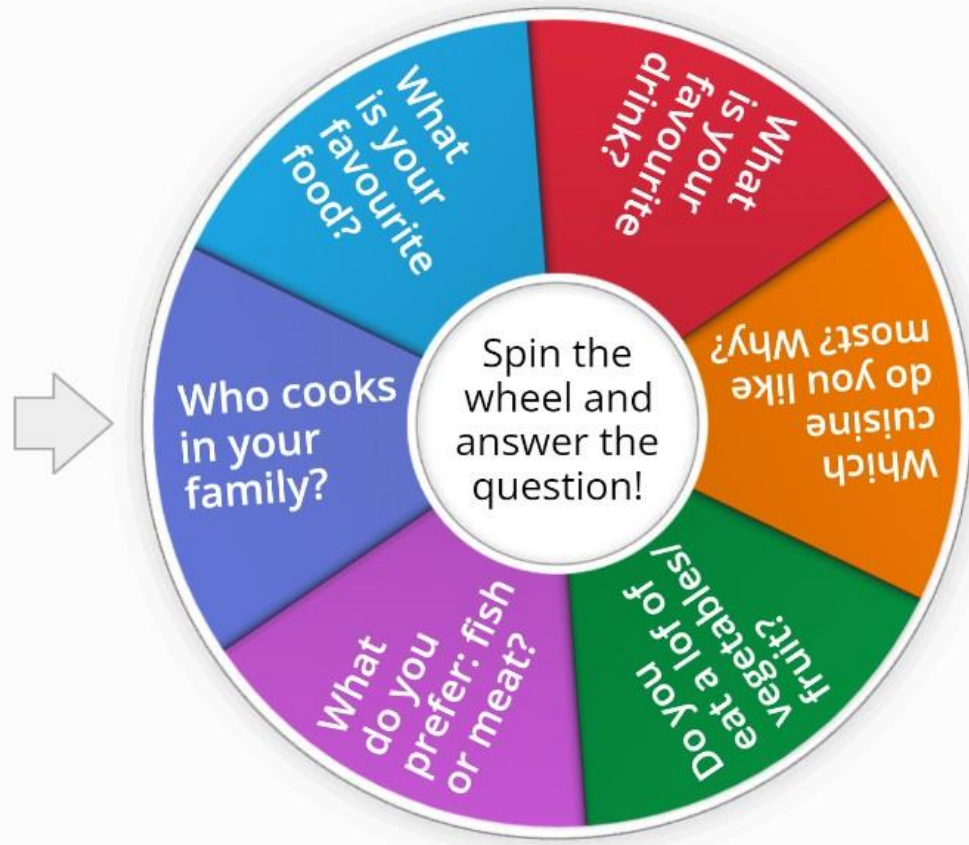 What
is your
favourite
food?
What
is your
favourite
drink?
Who cooks
in your
family?
Spin the
wheel and
answer the
question!
Which
cuisine
do you like
most? Why?
What
do you
prefer: fish
or meat?
Do you
eat a lot of
vegetables/
fruit?